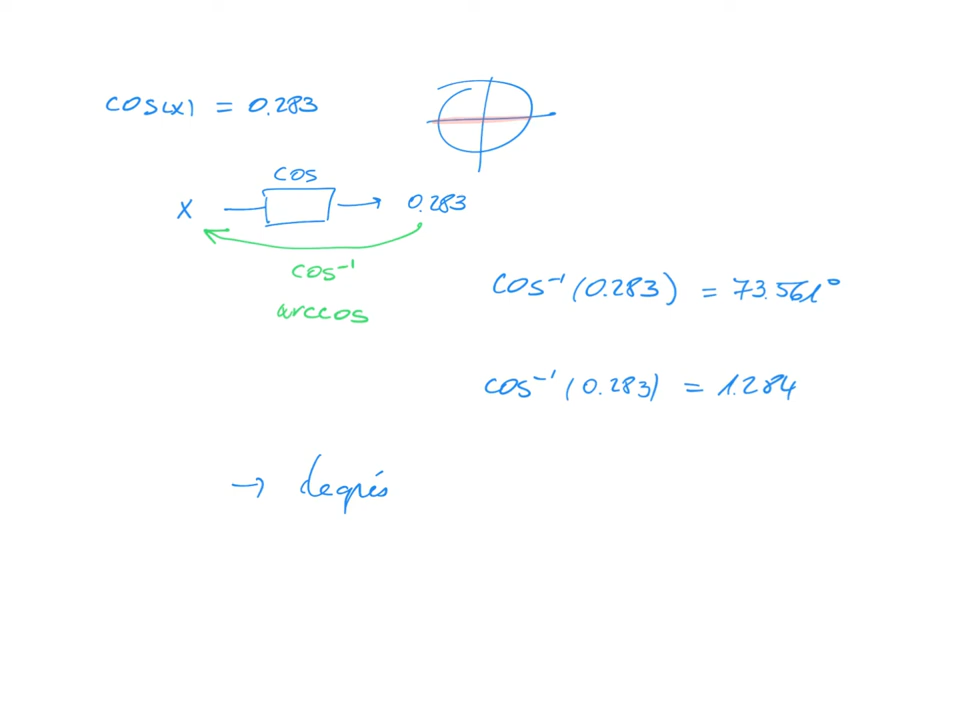 cos(x) = 0.283
cos
x → 0.283
cos⁻¹
arccos
cos⁻¹(0.283) = 73.561°
cos⁻¹(0.283) = 1.284
→ degrés